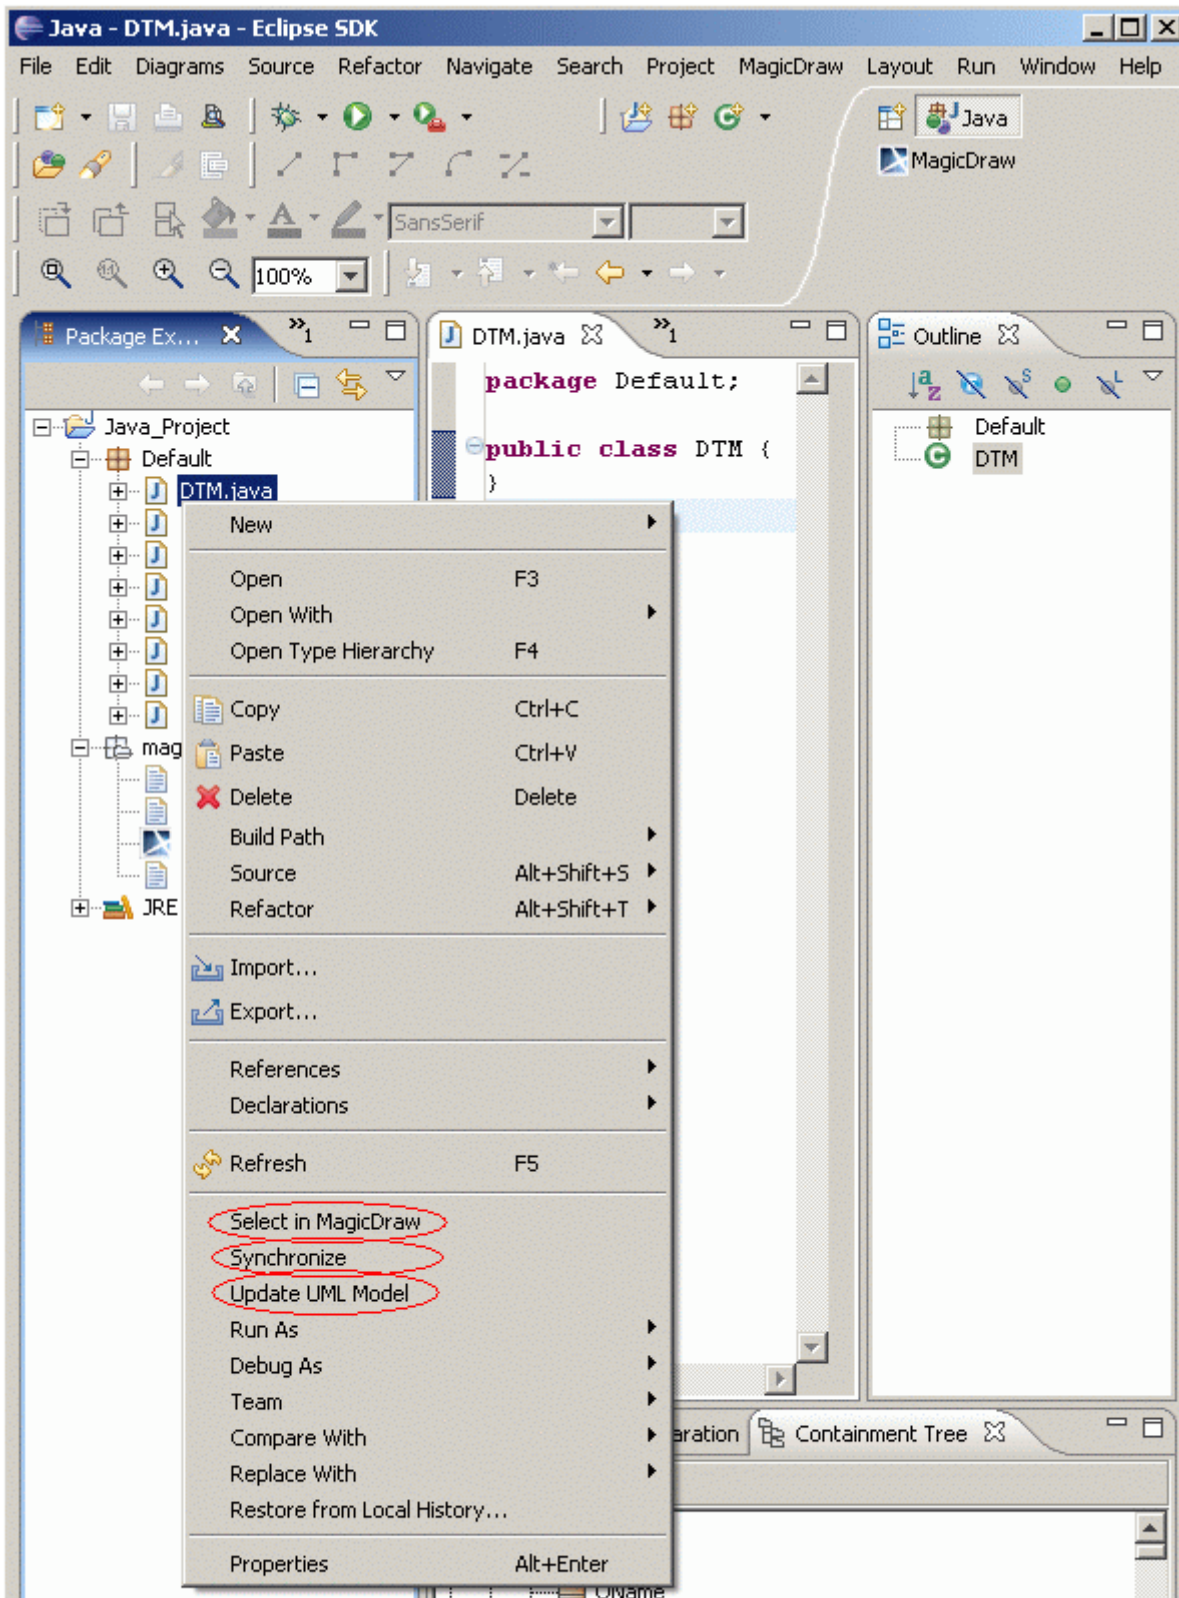 Java - DTM.java - Eclipse SDK
File Edit Diagrams Source Refactor Navigate Search Project MagicDraw Layout Run Window Help
Java
MagicDraw
SansSerif
100%
Package Ex... 1
DTM.java 1
Outline
package Default;
public class DTM {
}
Java_Project
Default
DTM.java
mag
JRE
Default
DTM
New
Open F3
Open With
Open Type Hierarchy F4
Copy Ctrl+C
Paste Ctrl+V
Delete Delete
Build Path
Source Alt+Shift+S
Refactor Alt+Shift+T
Import...
Export...
References
Declarations
Refresh F5
Select in MagicDraw
Synchronize
Update UML Model
Run As
Debug As
Team
Compare With
Replace With
Restore from Local History...
Properties Alt+Enter
aration
Containment Tree